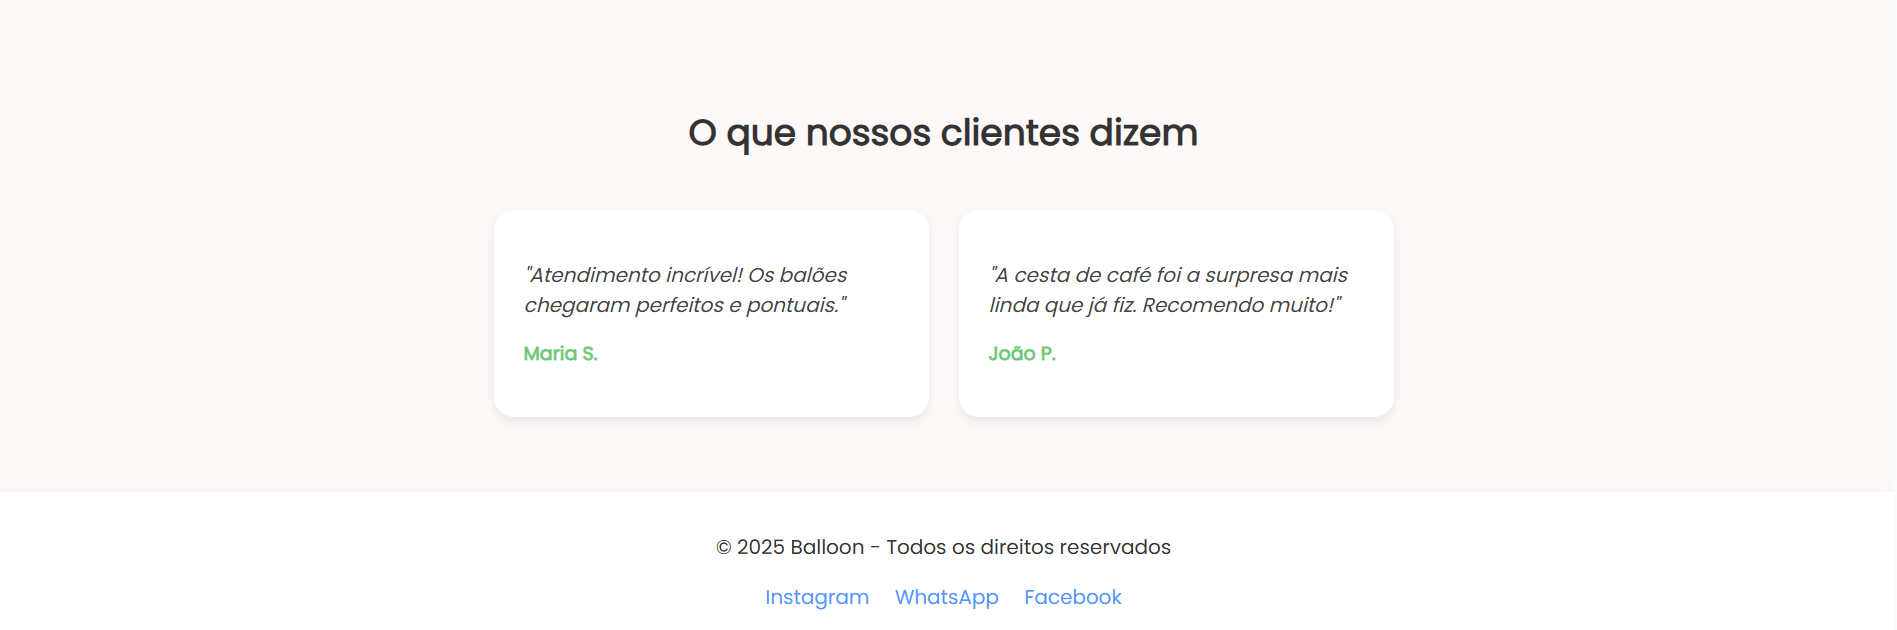 O que nossos clientes dizem
"Atendimento incrível! Os balões
chegaram perfeitos e pontuais."
Maria S.
"A cesta de café foi a surpresa mais
linda que já fiz. Recomendo muito!"
João P.
© 2025 Balloon - Todos os direitos reservados
Instagram WhatsApp Facebook